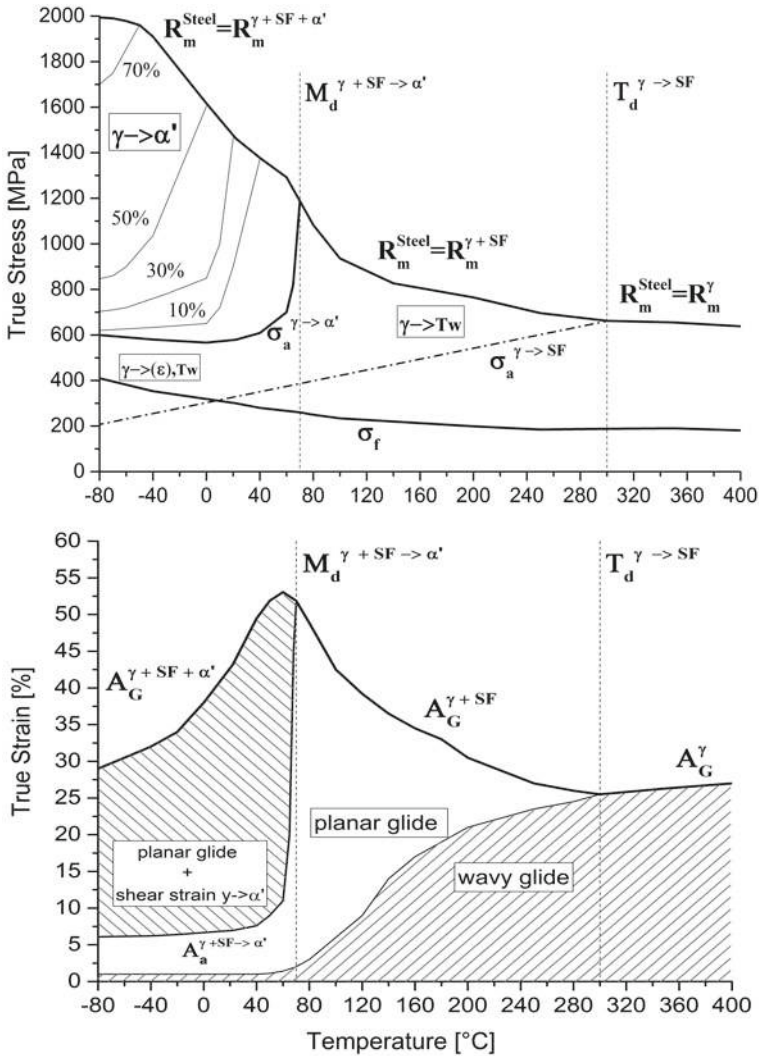 R_m^Steel=R_m^γ + SF + α'
M_d^γ + SF –> α'
T_d^γ –> SF
70%
γ–>α'
50%
30%
10%
R_m^Steel=R_m^γ + SF
R_m^Steel=R_m^γ
σ_a^γ –> α'
γ–>Tw
σ_a^γ –> SF
γ–>(ε),Tw
σ_f
True Stress [MPa]
2000
1800
1600
1400
1200
1000
800
600
400
200
0
-80 -40 0 40 80 120 160 200 240 280 320 360 400
M_d^γ + SF –> α'
T_d^γ –> SF
A_G^γ + SF + α'
A_G^γ + SF
A_G^γ
planar glide
wavy glide
planar glide
+
shear strain y->α'
A_a^γ+SF–> α'
True Strain [%]
60
55
50
45
40
35
30
25
20
15
10
5
0
-80 -40 0 40 80 120 160 200 240 280 320 360 400
Temperature [°C]